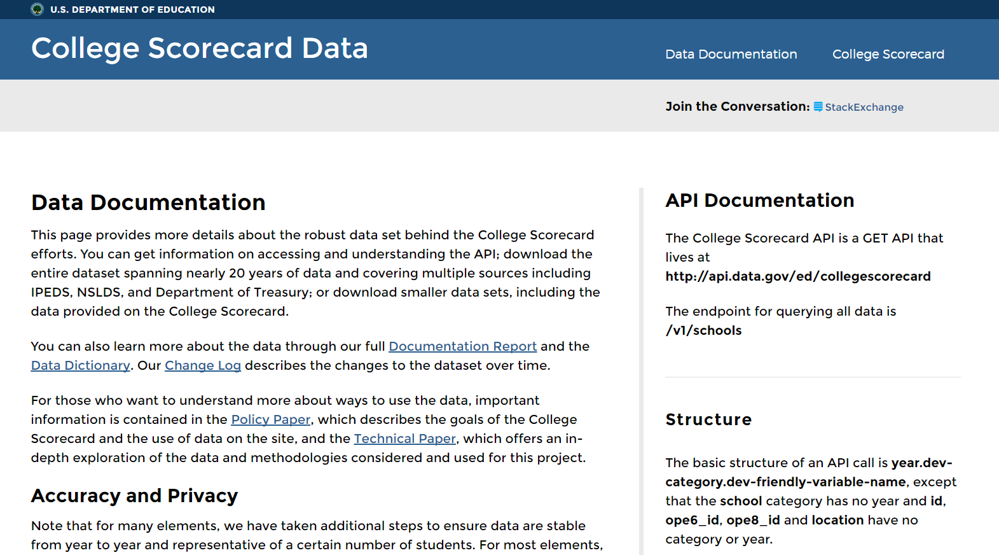 U.S. DEPARTMENT OF EDUCATION
College Scorecard Data
Data Documentation
College Scorecard
Join the Conversation: StackExchange
Data Documentation
This page provides more details about the robust data set behind the College Scorecard
efforts. You can get information on accessing and understanding the API; download the
entire dataset spanning nearly 20 years of data and covering multiple sources including
IPEDS, NSLDS, and Department of Treasury; or download smaller data sets, including the
data provided on the College Scorecard.
You can also learn more about the data through our full Documentation Report and the
Data Dictionary. Our Change Log describes the changes to the dataset over time.
For those who want to understand more about ways to use the data, important
information is contained in the Policy Paper, which describes the goals of the College
Scorecard and the use of data on the site, and the Technical Paper, which offers an in-
depth exploration of the data and methodologies considered and used for this project.
Accuracy and Privacy
Note that for many elements, we have taken additional steps to ensure data are stable
from year to year and representative of a certain number of students. For most elements,
API Documentation
The College Scorecard API is a GET API that
lives at
http://api.data.gov/ed/collegescorecard
The endpoint for querying all data is
/v1/schools
Structure
The basic structure of an API call is year.dev-
category.dev-friendly-variable-name, except
that the school category has no year and id,
ope6_id, ope8_id and location have no
category or year.